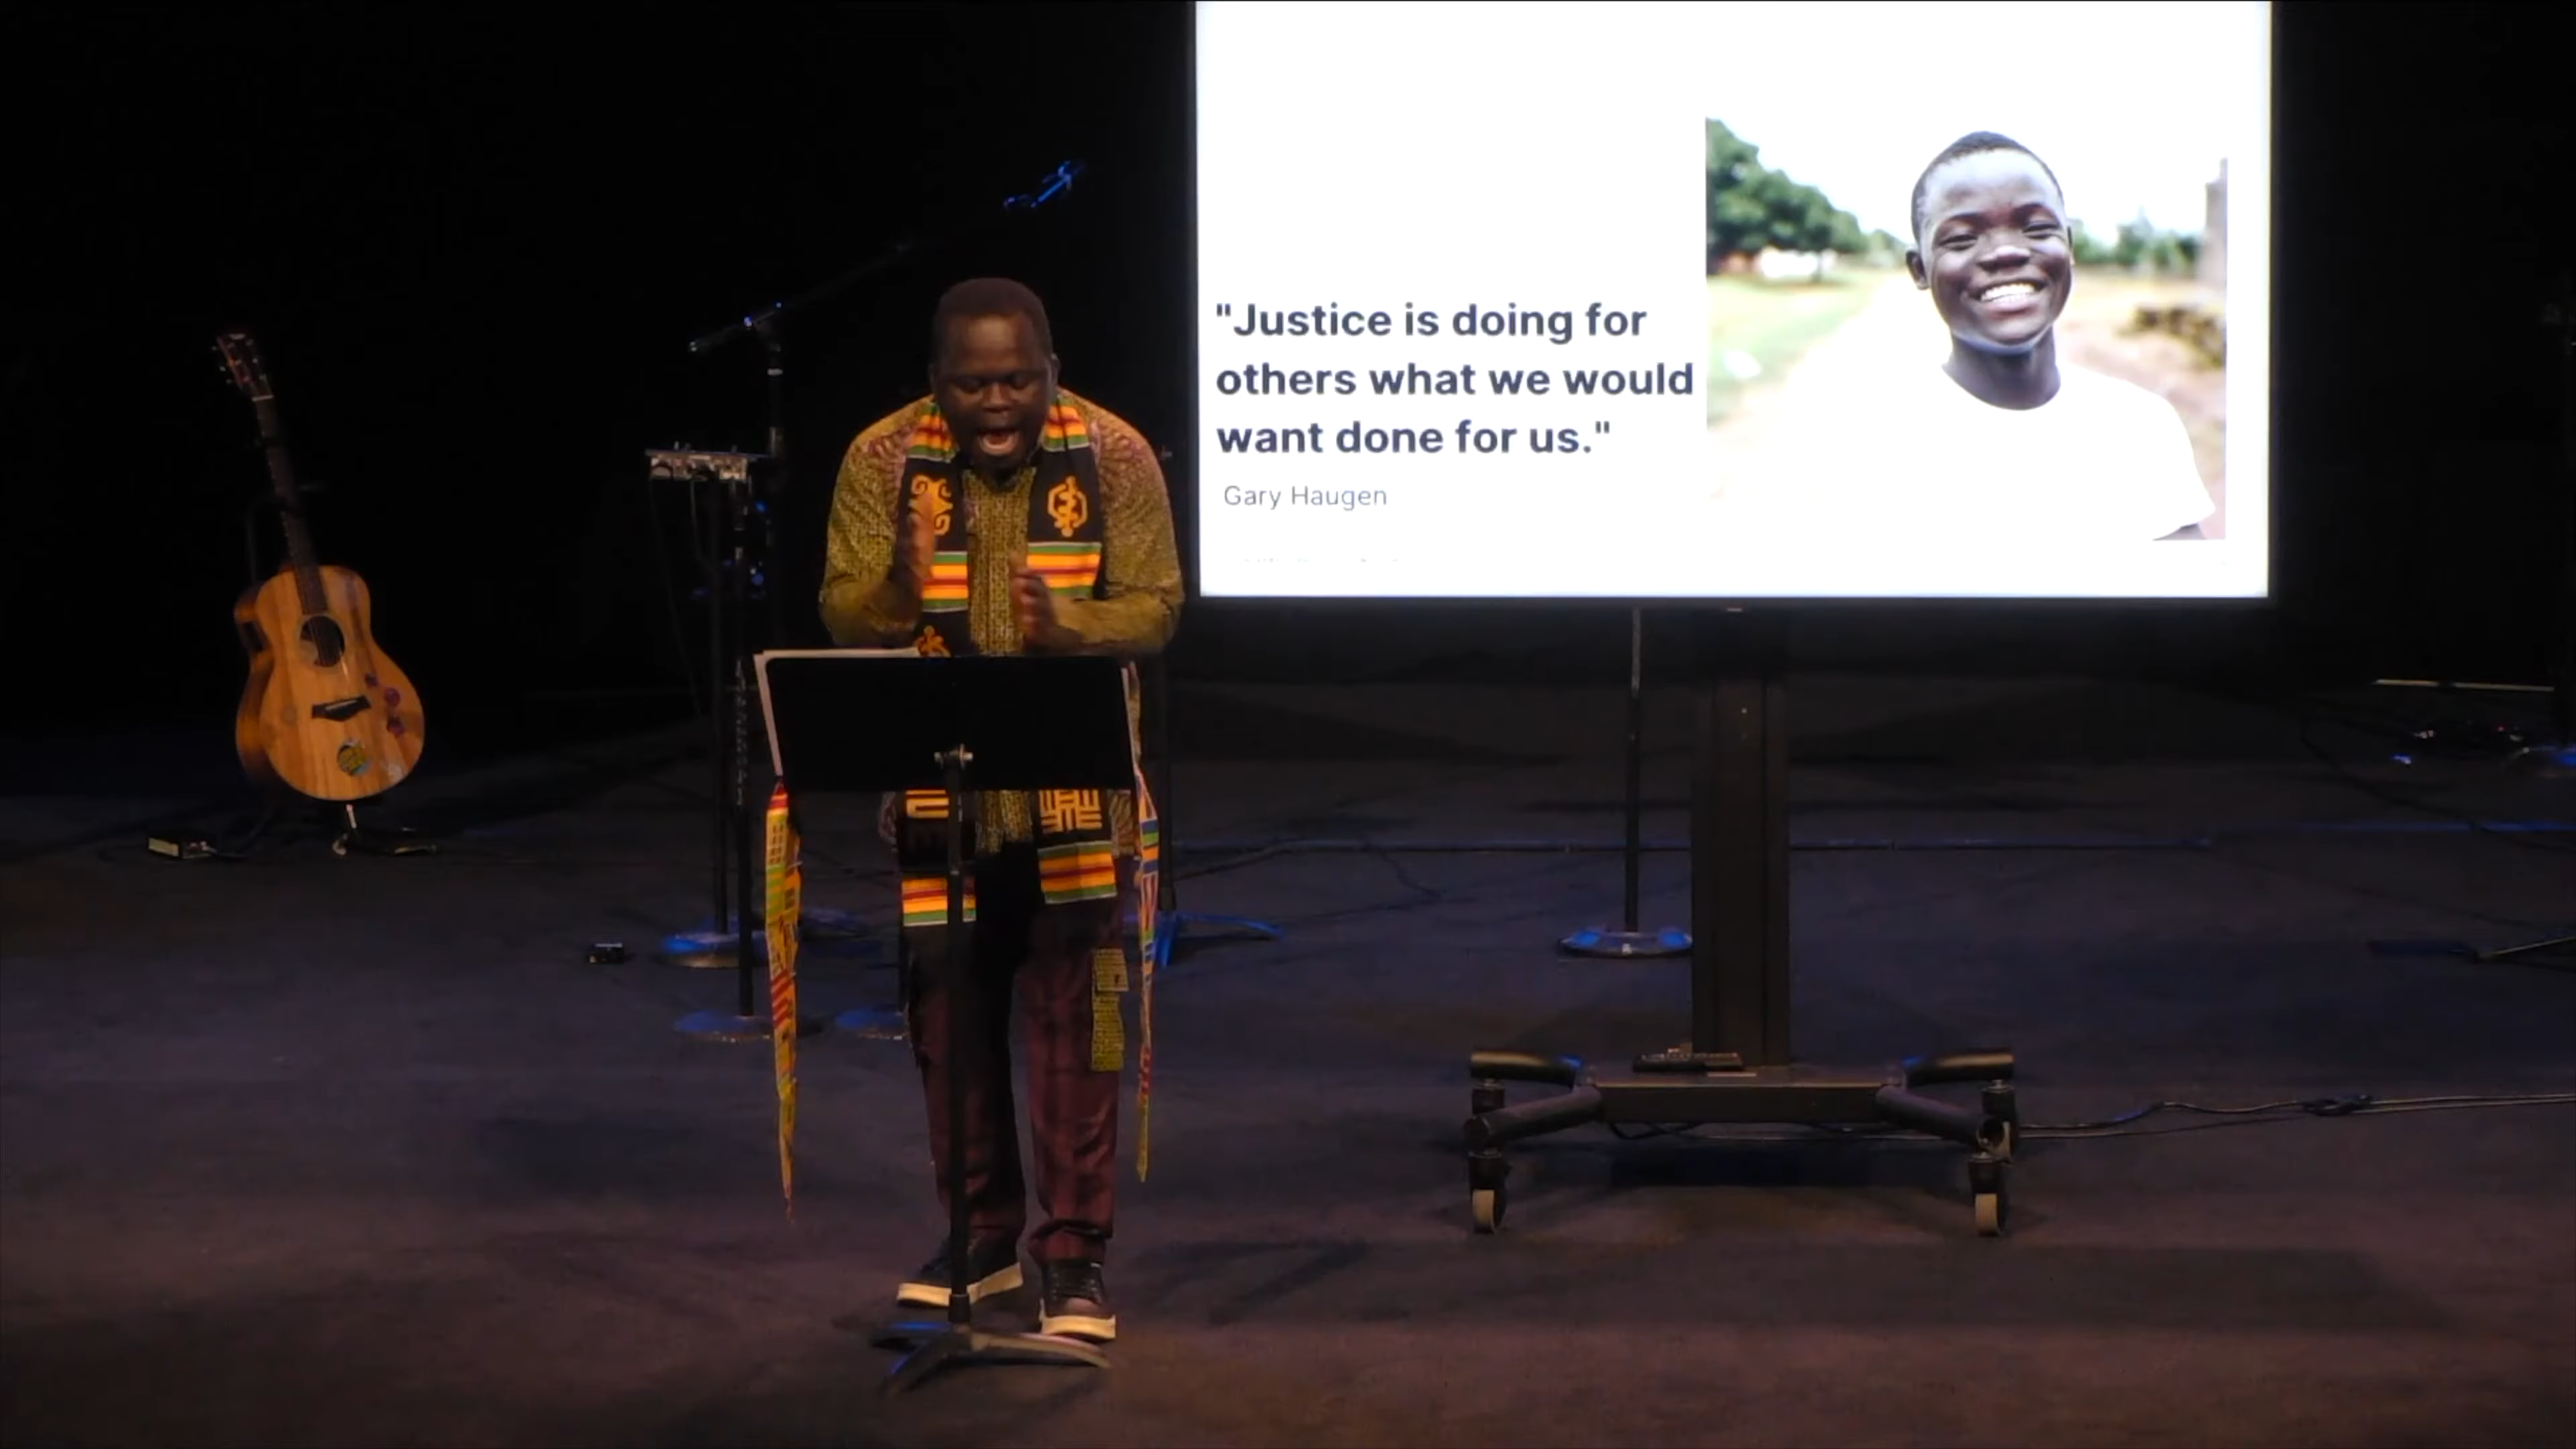 "Justice is doing for
others what we would
want done for us."
Gary Haugen